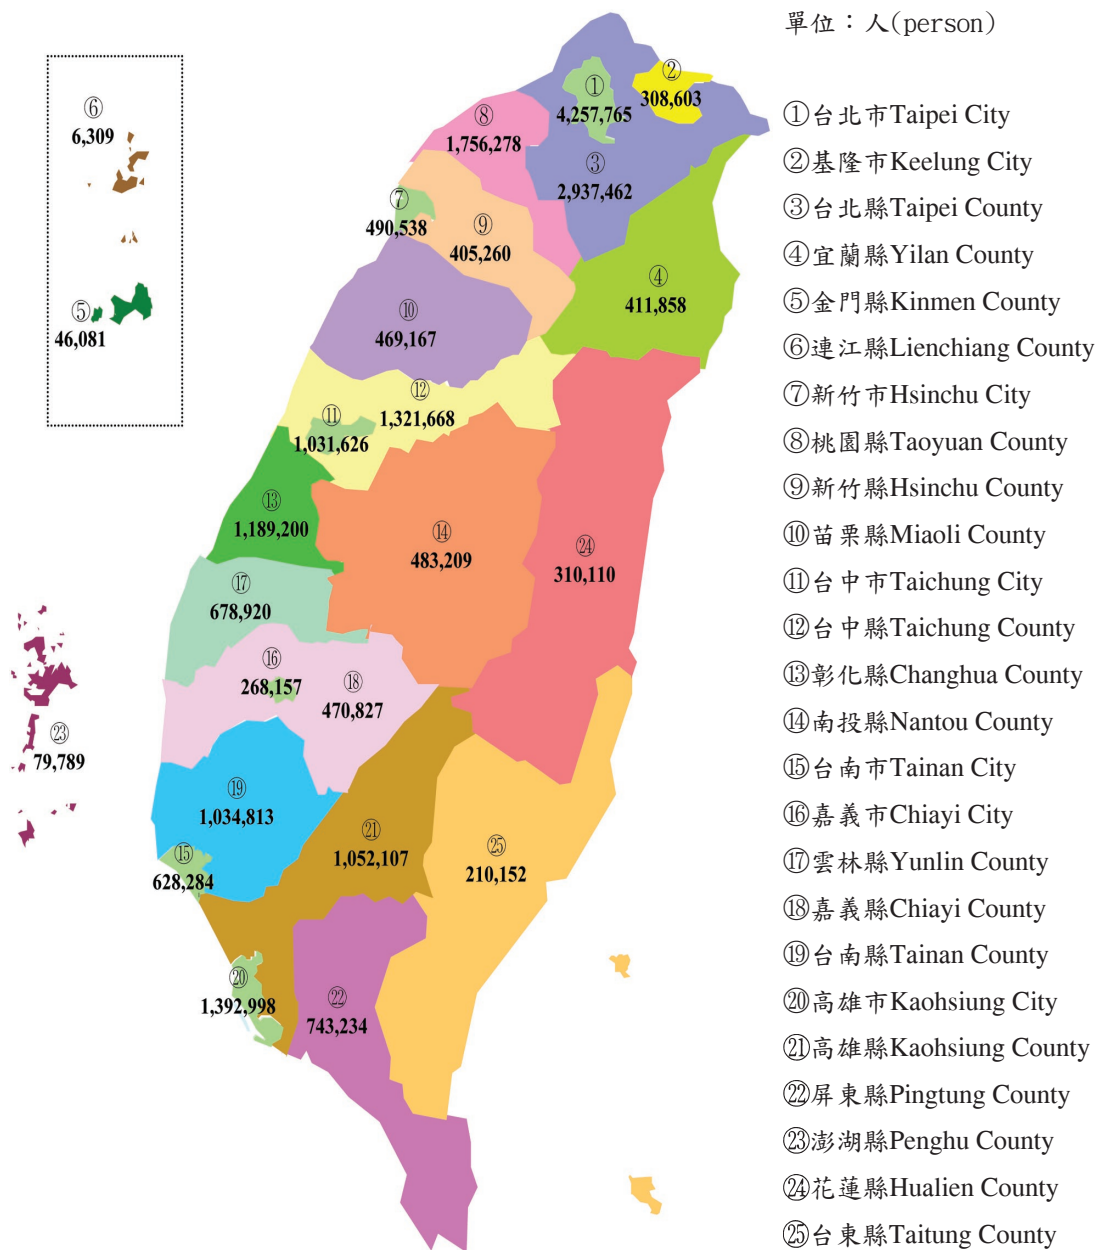 單位：人(person)
①
4,257,765
②
308,603
③
2,937,462
④
411,858
⑤
46,081
⑥
6,309
⑦
490,538
⑧
1,756,278
⑨
405,260
⑩
469,167
⑪
1,031,626
⑫
1,321,668
⑬
1,189,200
⑭
483,209
⑮
628,284
⑯
268,157
⑰
678,920
⑱
470,827
⑲
1,034,813
⑳
1,392,998
㉑
1,052,107
㉒
743,234
㉓
79,789
㉔
310,110
㉕
210,152
①台北市Taipei City
②基隆市Keelung City
③台北縣Taipei County
④宜蘭縣Yilan County
⑤金門縣Kinmen County
⑥連江縣Lienchiang County
⑦新竹市Hsinchu City
⑧桃園縣Taoyuan County
⑨新竹縣Hsinchu County
⑩苗栗縣Miaoli County
⑪台中市Taichung City
⑫台中縣Taichung County
⑬彰化縣Changhua County
⑭南投縣Nantou County
⑮台南市Tainan City
⑯嘉義市Chiayi City
⑰雲林縣Yunlin County
⑱嘉義縣Chiayi County
⑲台南縣Tainan County
⑳高雄市Kaohsiung City
㉑高雄縣Kaohsiung County
㉒屏東縣Pingtung County
㉓澎湖縣Penghu County
㉔花蓮縣Hualien County
㉕台東縣Taitung County